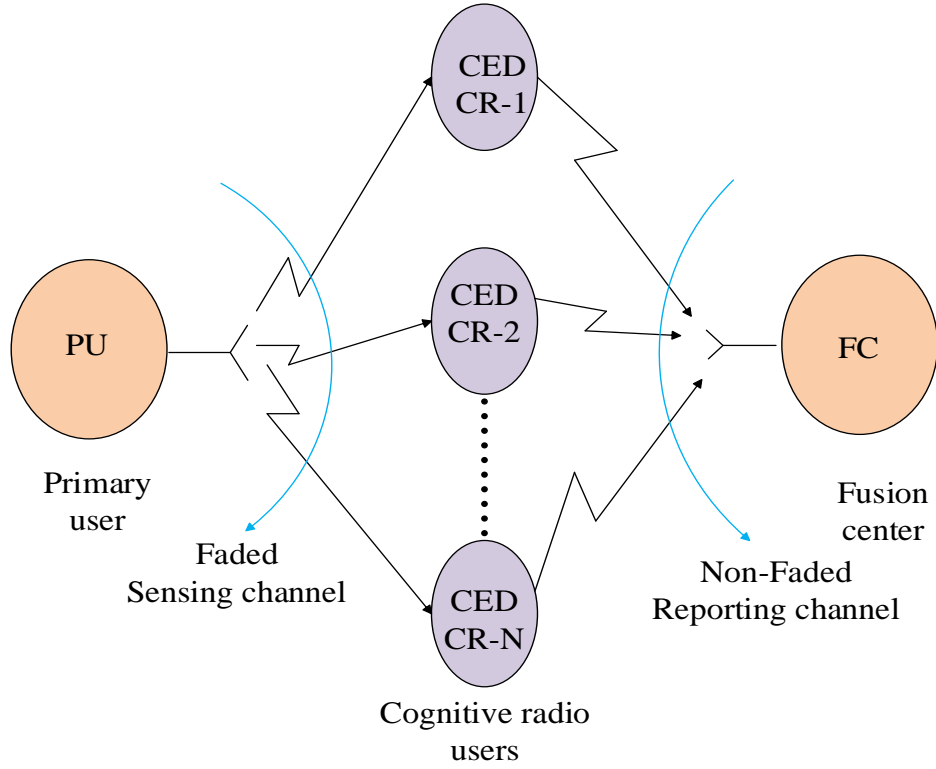 CED
CR-1
PU
CED
CR-2
FC
Primary
user
Faded
Sensing channel
CED
CR-N
Fusion
center
Non-Faded
Reporting channel
Cognitive radio
users